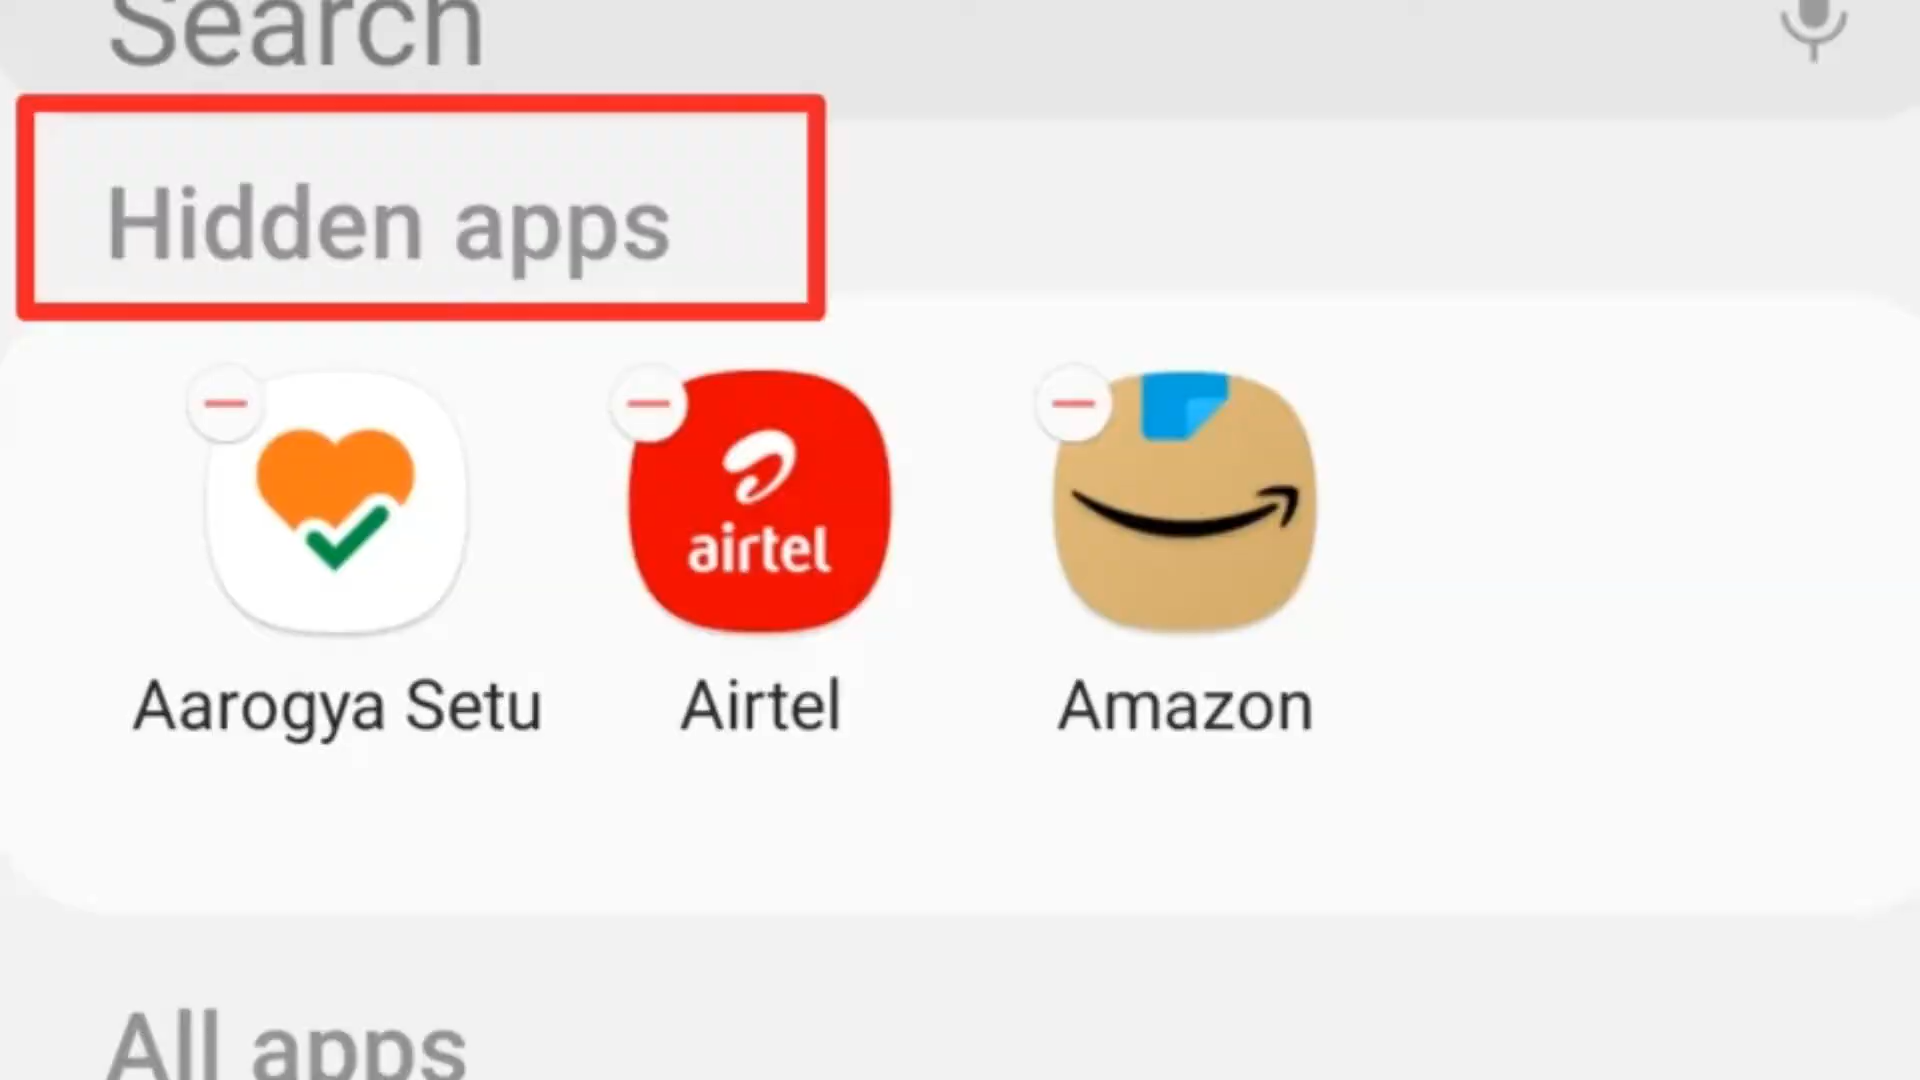 Search
Hidden apps
airtel
Aarogya Setu
Airtel
Amazon
All apps